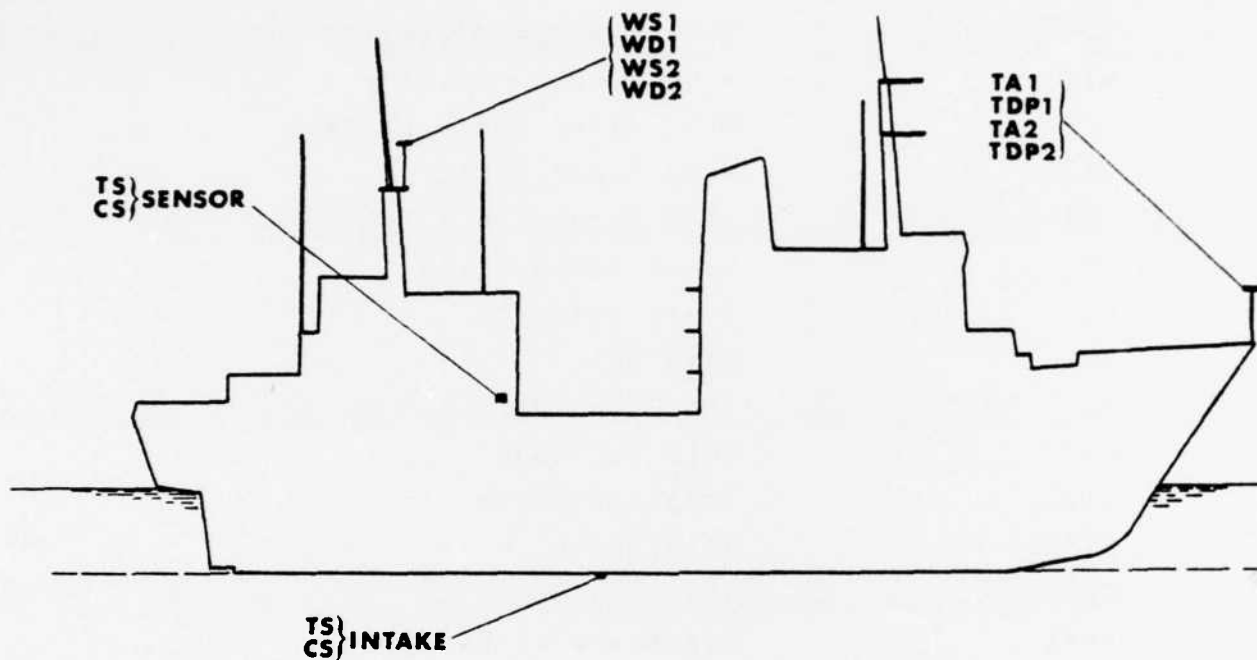 WS1
WD1
WS2
WD2
TA1
TDP1
TA2
TDP2
TS
CS
SENSOR
TS
CS
INTAKE